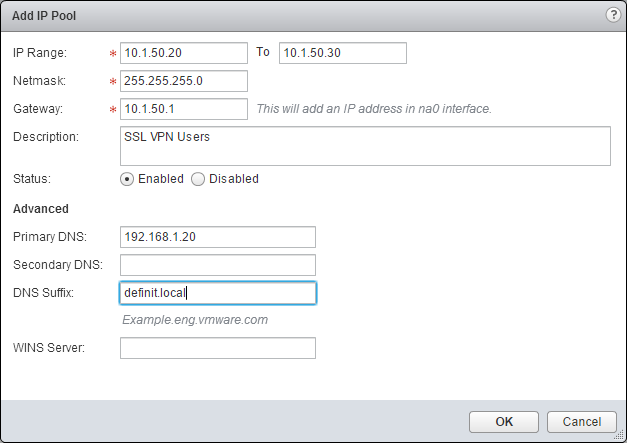 Add IP Pool ?
IP Range: * 10.1.50.20 To 10.1.50.30
Netmask: * 255.255.255.0
Gateway: * 10.1.50.1 This will add an IP address in na0 interface.
Description: SSL VPN Users
Status: Enabled Disabled
Advanced
Primary DNS: 192.168.1.20
Secondary DNS:
DNS Suffix: definit.local
Example.eng.vmware.com
WINS Server:
OK Cancel